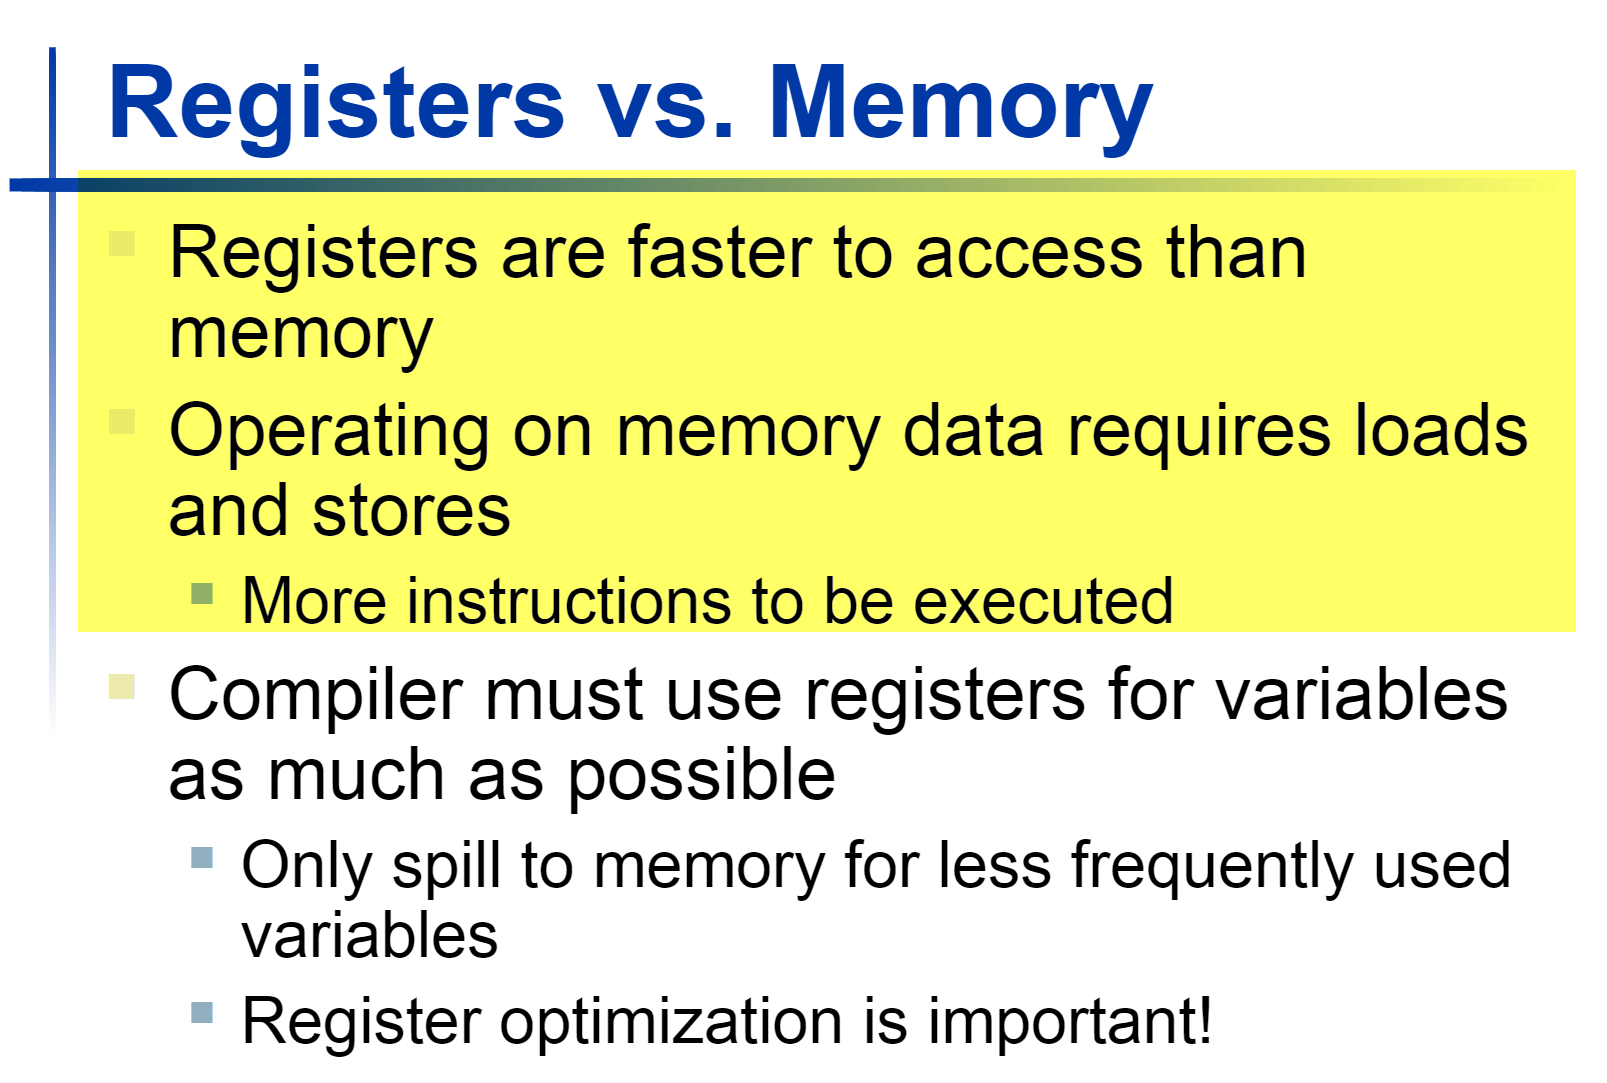 Registers vs. Memory
Registers are faster to access than
memory
Operating on memory data requires loads
and stores
More instructions to be executed
Compiler must use registers for variables
as much as possible
Only spill to memory for less frequently used
variables
Register optimization is important!